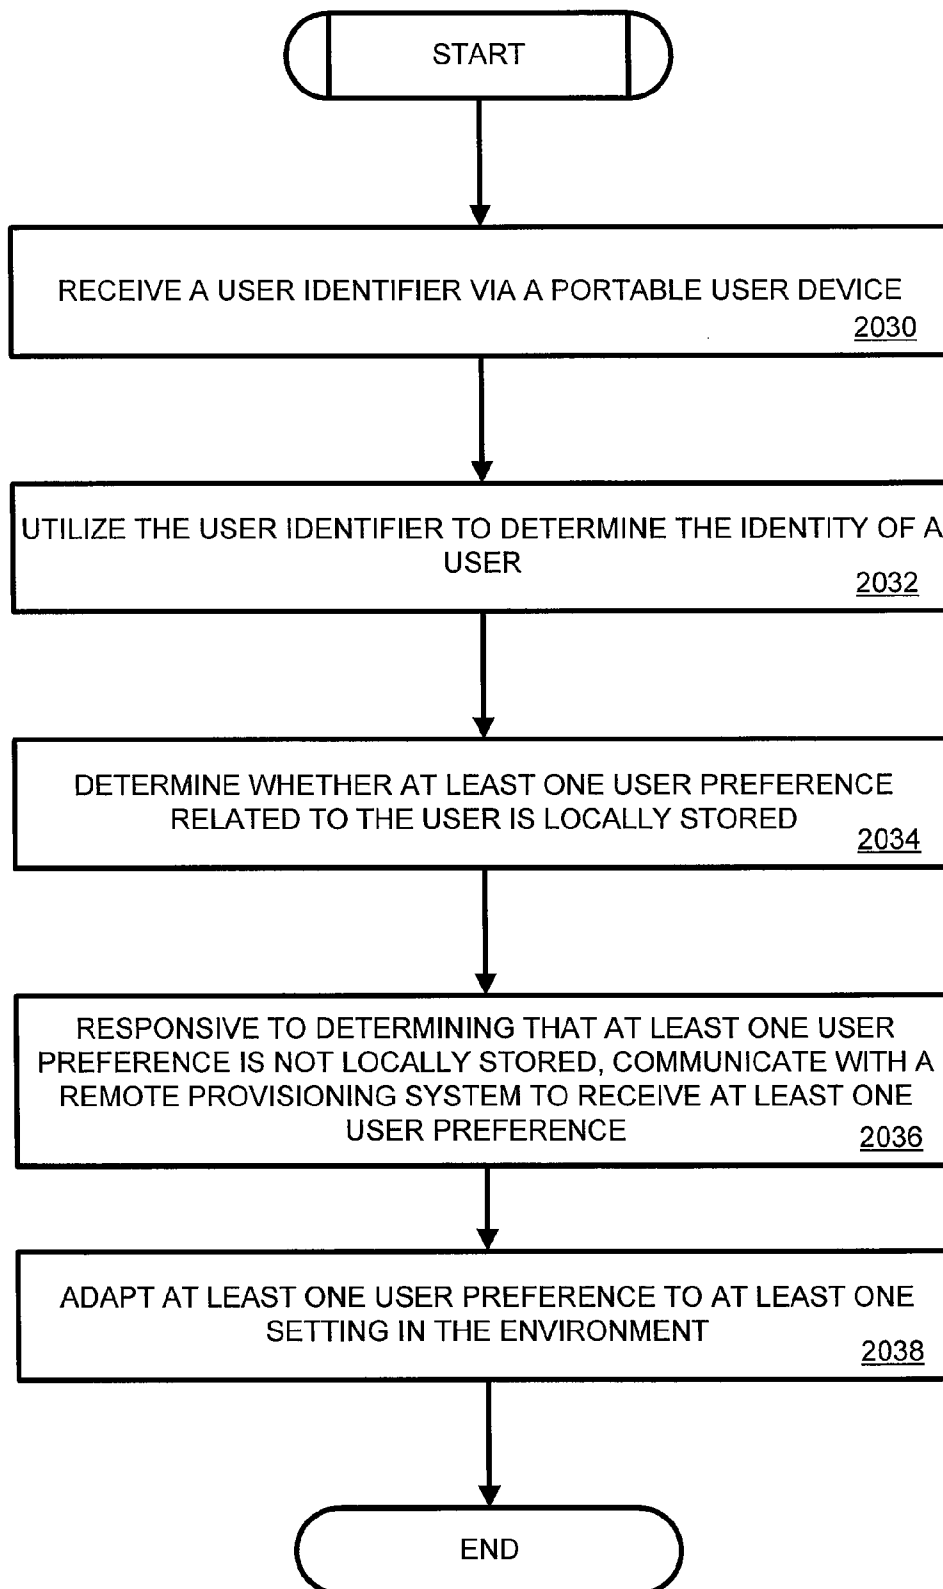 START
RECEIVE A USER IDENTIFIER VIA A PORTABLE USER DEVICE
2030
UTILIZE THE USER IDENTIFIER TO DETERMINE THE IDENTITY OF A
USER
2032
DETERMINE WHETHER AT LEAST ONE USER PREFERENCE
RELATED TO THE USER IS LOCALLY STORED
2034
RESPONSIVE TO DETERMINING THAT AT LEAST ONE USER
PREFERENCE IS NOT LOCALLY STORED, COMMUNICATE WITH A
REMOTE PROVISIONING SYSTEM TO RECEIVE AT LEAST ONE
USER PREFERENCE
2036
ADAPT AT LEAST ONE USER PREFERENCE TO AT LEAST ONE
SETTING IN THE ENVIRONMENT
2038
END